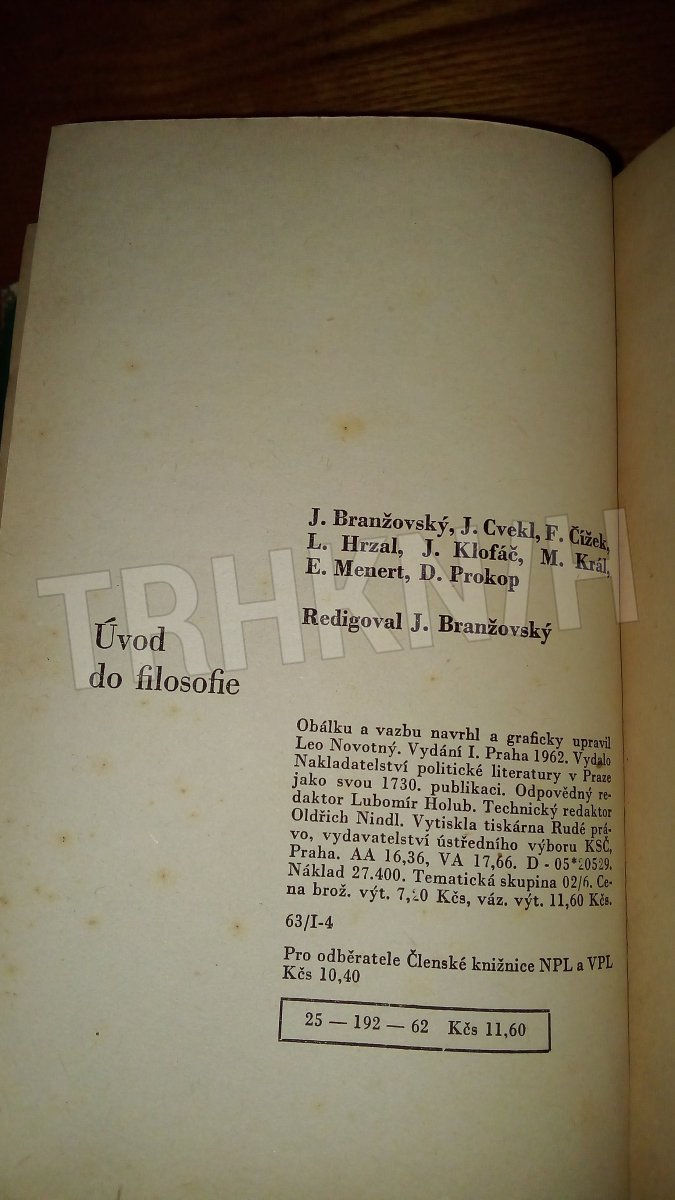 J. Branžovský, J. Cvekl, F. Čížek,
L. Hrzal, J. Klofáč, M. Král,
E. Menert, D. Prokop
Redigoval J. Branžovský
Úvod
do filosofie
Obálku a vazbu navrhl a graficky upravil
Leo Novotný. Vydání I. Praha 1962. Vydalo
Nakladatelství politické literatury v Praze
jako svou 1730. publikaci. Odpovědný re-
daktor Lubomír Holub. Technický redaktor
Oldřich Nindl. Vytiskla tiskárna Rudé prá-
vo, vydavatelství ústředního výboru KSČ,
Praha. AA 16,36, VA 17,66. D - 05*20529.
Náklad 27.400. Tematická skupina 02/6. Ce-
na brož. výt. 7,20 Kčs, váz. výt. 11,60 Kčs.
63/I-4
Pro odběratele Členské knižnice NPL a VPL
Kčs 10,40
25 — 192 — 62 Kčs 11,60
TRHKNIH